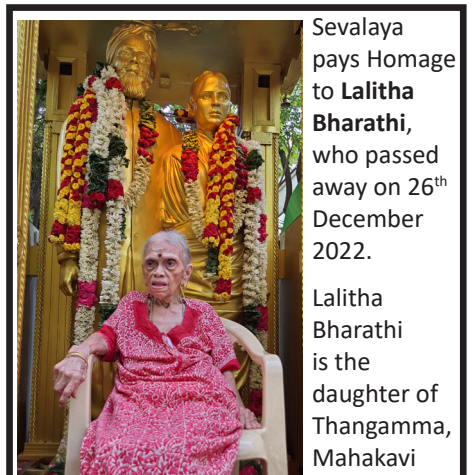 Sevalaya
pays Homage
to Lalitha
Bharathi,
who passed
away on 26th
December
2022.
Lalitha
Bharathi
is the
daughter of
Thangamma,
Mahakavi